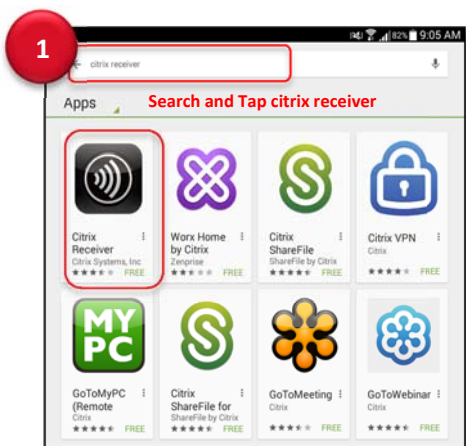 1
82% 9:05 AM
citrix receiver
Apps
Search and Tap citrix receiver
Citrix
Receiver
Citrix Systems, Inc
FREE
Worx Home
by Citrix
Zenprise
FREE
Citrix
ShareFile
ShareFile by Citrix
FREE
Citrix VPN
Citrix
FREE
MY
PC
GoToMyPC
(Remote
Citrix
FREE
Citrix
ShareFile for
ShareFile by Citrix
FREE
GoToMeeting
Citrix
FREE
GoToWebinar
Citrix
FREE